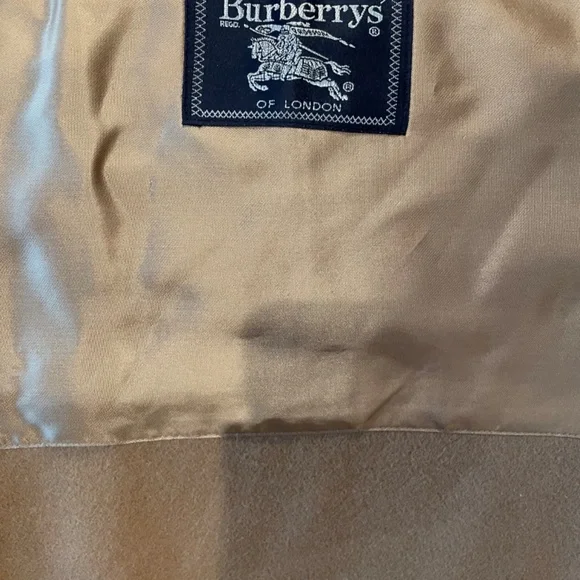 Burberrys'
REGD.
®
®
OF LONDON